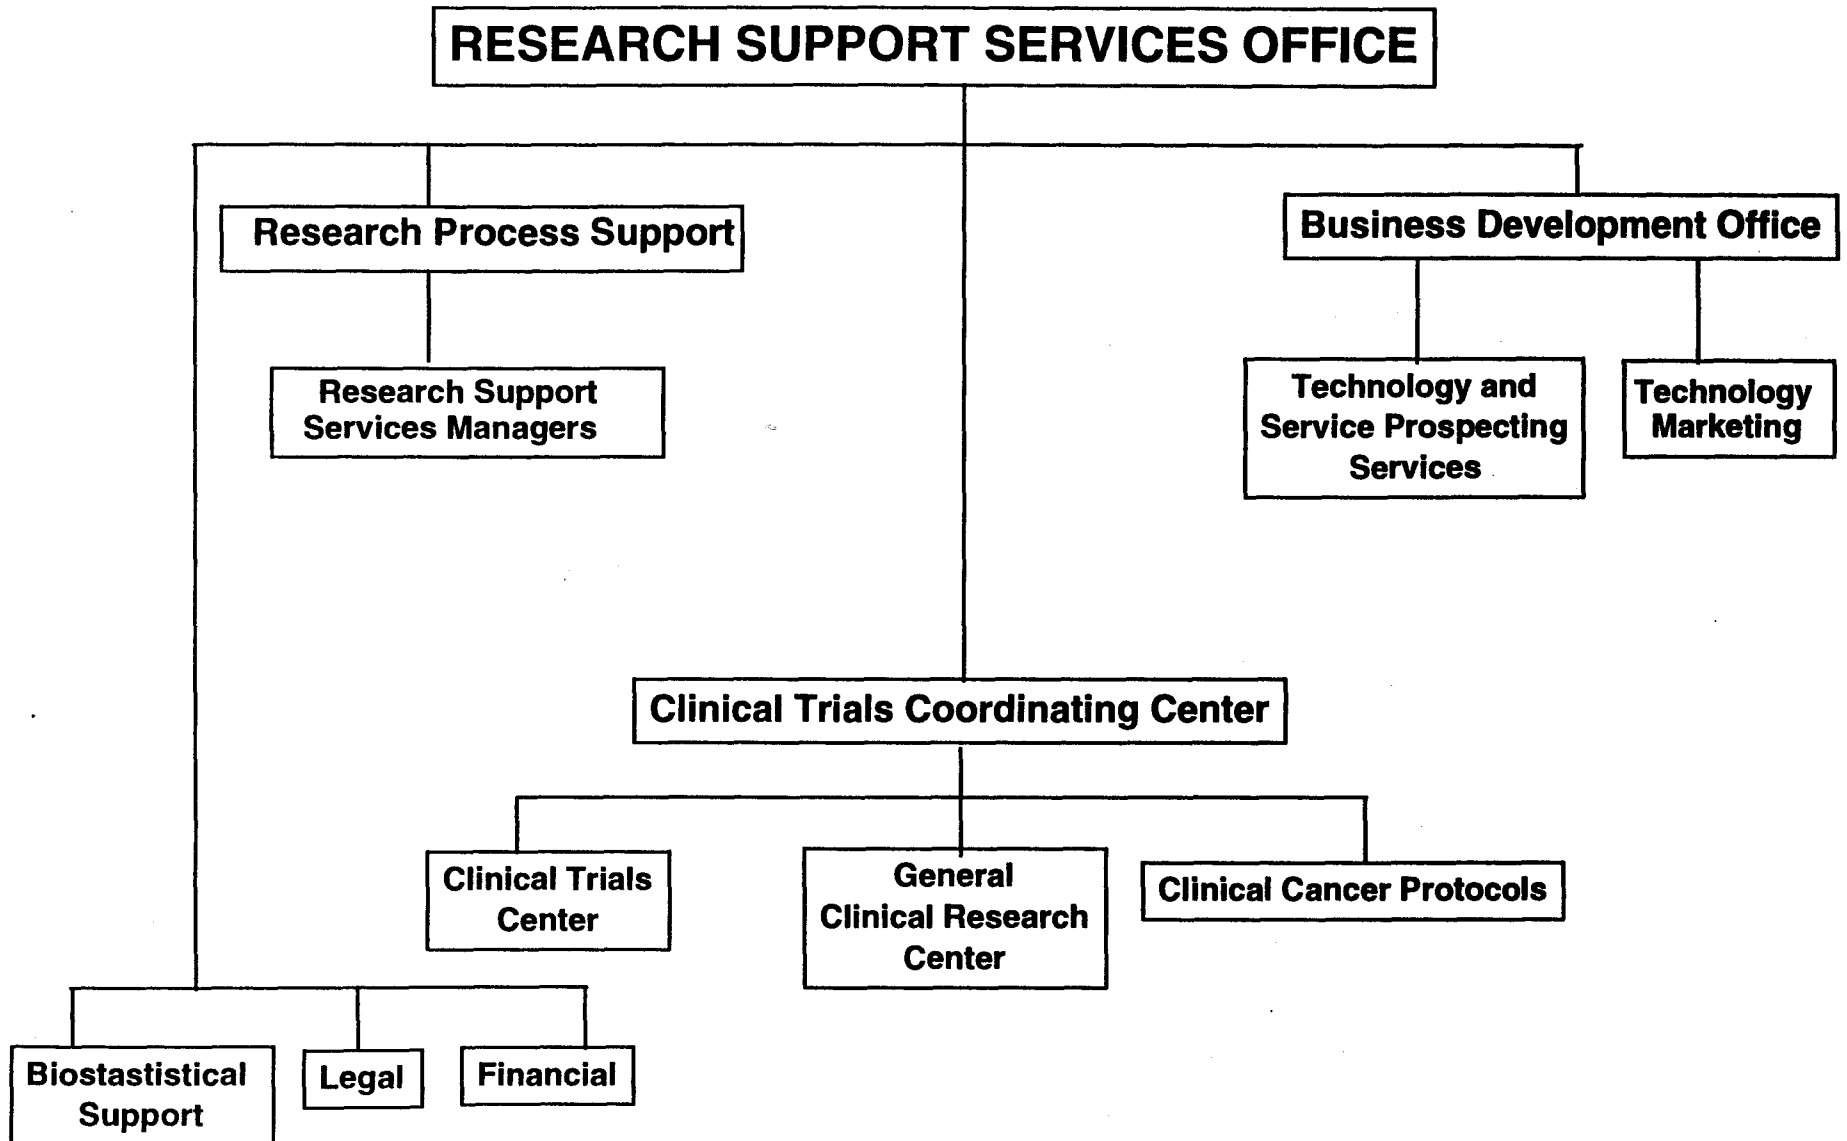 RESEARCH SUPPORT SERVICES OFFICE
Research Process Support
Business Development Office
Research Support
Services Managers
Technology and
Service Prospecting
Services
Technology
Marketing
Clinical Trials Coordinating Center
Clinical Trials
Center
General
Clinical Research
Center
Clinical Cancer Protocols
Biostastistical
Support
Legal
Financial